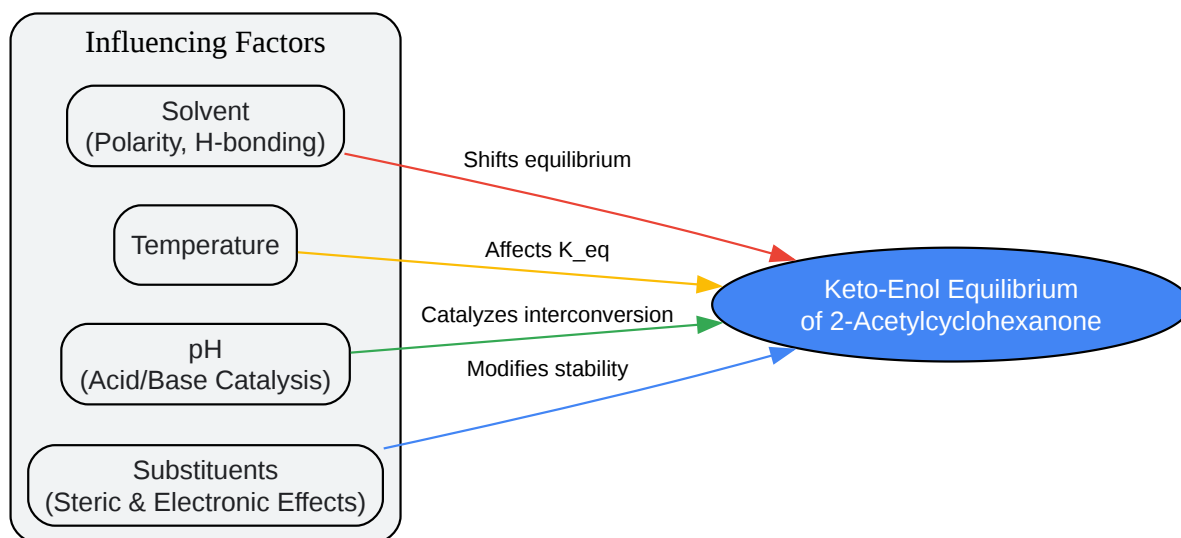 Influencing Factors
Solvent
(Polarity, H-bonding)
Temperature
pH
(Acid/Base Catalysis)
Substituents
(Steric & Electronic Effects)
Shifts equilibrium
Affects K_eq
Catalyzes interconversion
Modifies stability
Keto-Enol Equilibrium
of 2-Acetylcyclohexanone